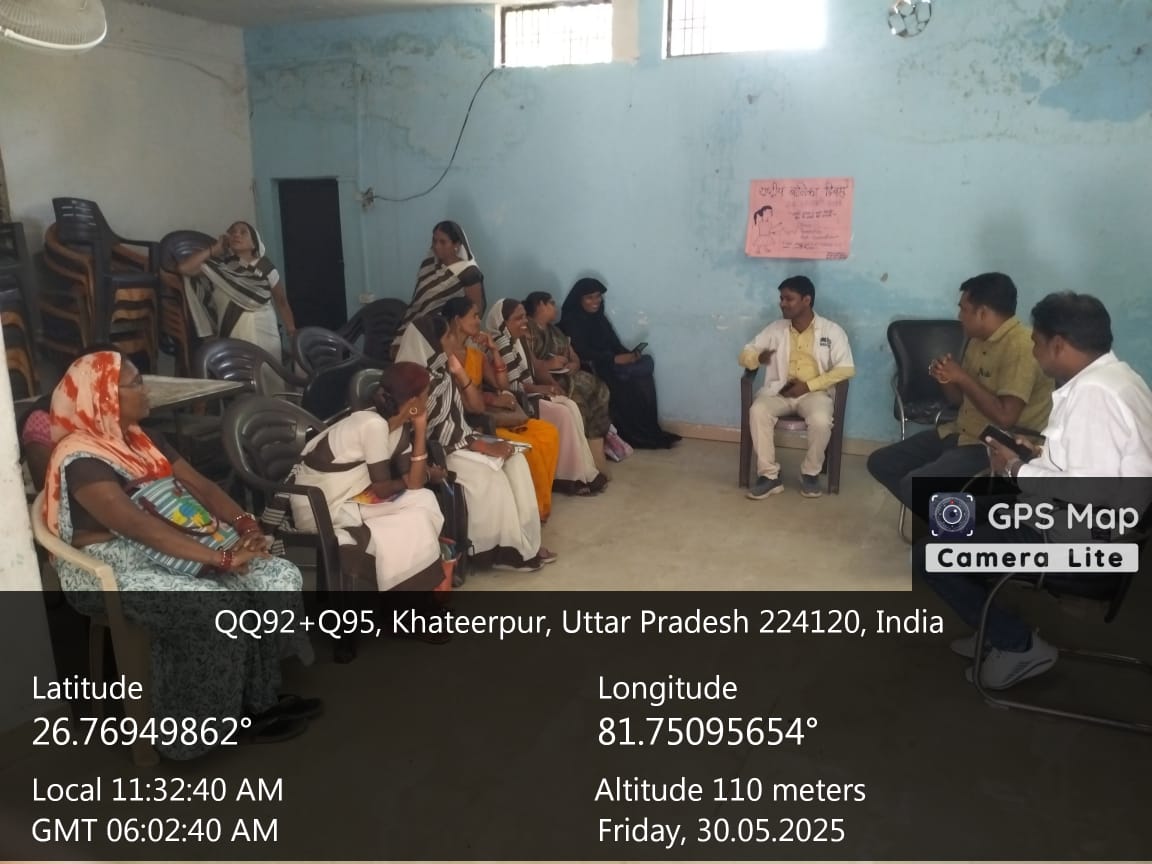 राष्ट्रीय बालिका दिवस
GPS Map
Camera Lite
QQ92+Q95, Khateerpur, Uttar Pradesh 224120, India
Latitude
26.76949862°
Longitude
81.75095654°
Local 11:32:40 AM
GMT 06:02:40 AM
Altitude 110 meters
Friday, 30.05.2025